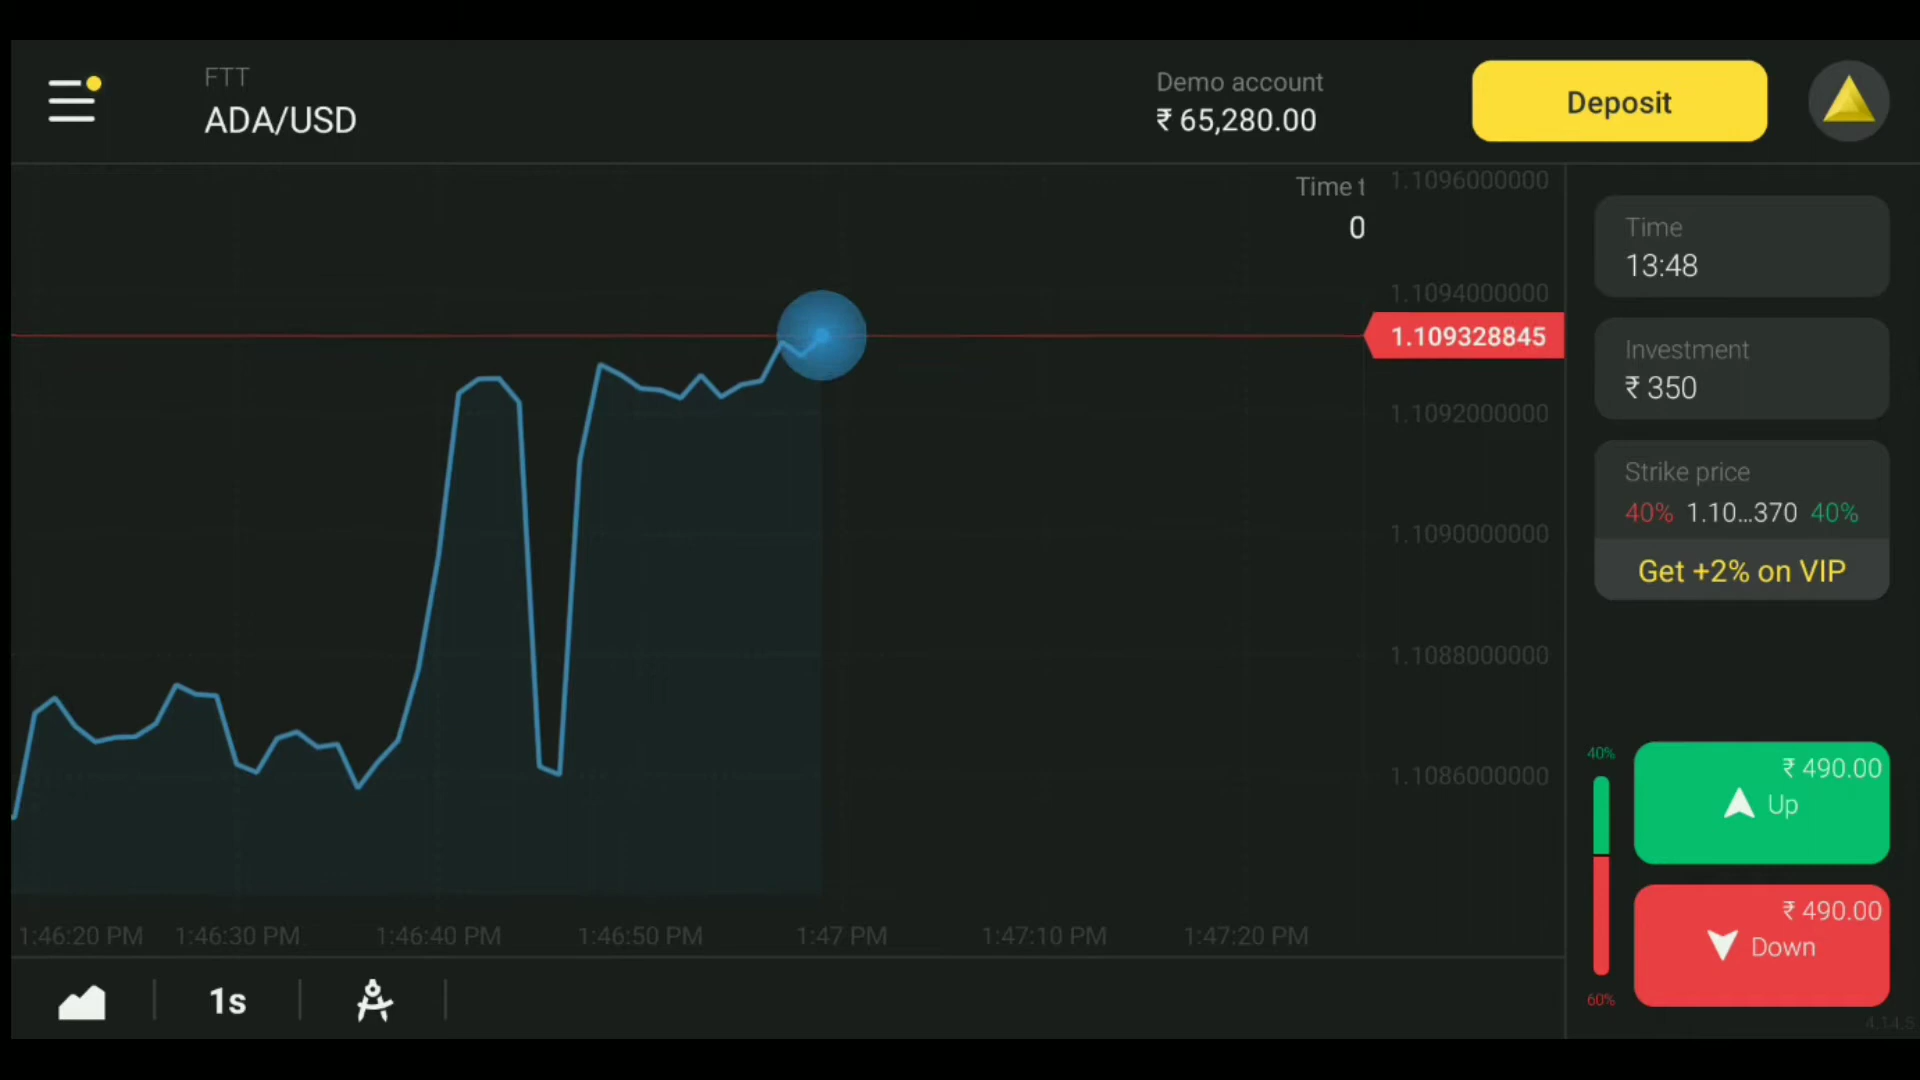 FTT
ADA/USD
Demo account
₹ 65,280.00
Deposit
Time t
0
1.1096000000
1.1094000000
1.109328845
1.1092000000
1.1090000000
1.1088000000
1.1086000000
Time
13:48
Investment
₹ 350
Strike price
40% 1.10...370 40%
Get +2% on VIP
40%
₹ 490.00
Up
₹ 490.00
Down
60%
4.14.5
1:46:20 PM 1:46:30 PM 1:46:40 PM 1:46:50 PM 1:47 PM 1:47:10 PM 1:47:20 PM
1s